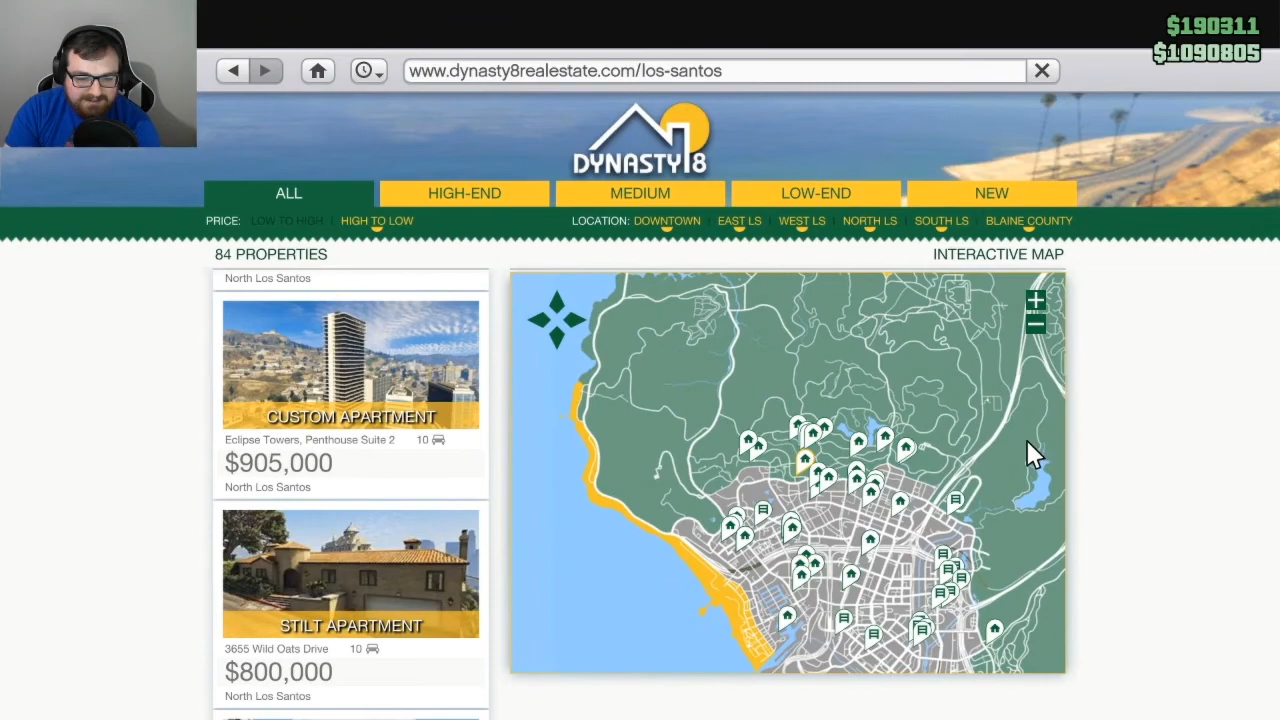 $190311
$1090805
www.dynasty8realestate.com/los-santos
DYNASTY 8
ALL
HIGH-END
MEDIUM
LOW-END
NEW
PRICE: LOW TO HIGH HIGH TO LOW
LOCATION: DOWNTOWN EAST LS WEST LS NORTH LS SOUTH LS BLAINE COUNTY
84 PROPERTIES
INTERACTIVE MAP
North Los Santos
CUSTOM APARTMENT
Eclipse Towers, Penthouse Suite 2 10
$905,000
North Los Santos
STILT APARTMENT
3655 Wild Oats Drive 10
$800,000
North Los Santos